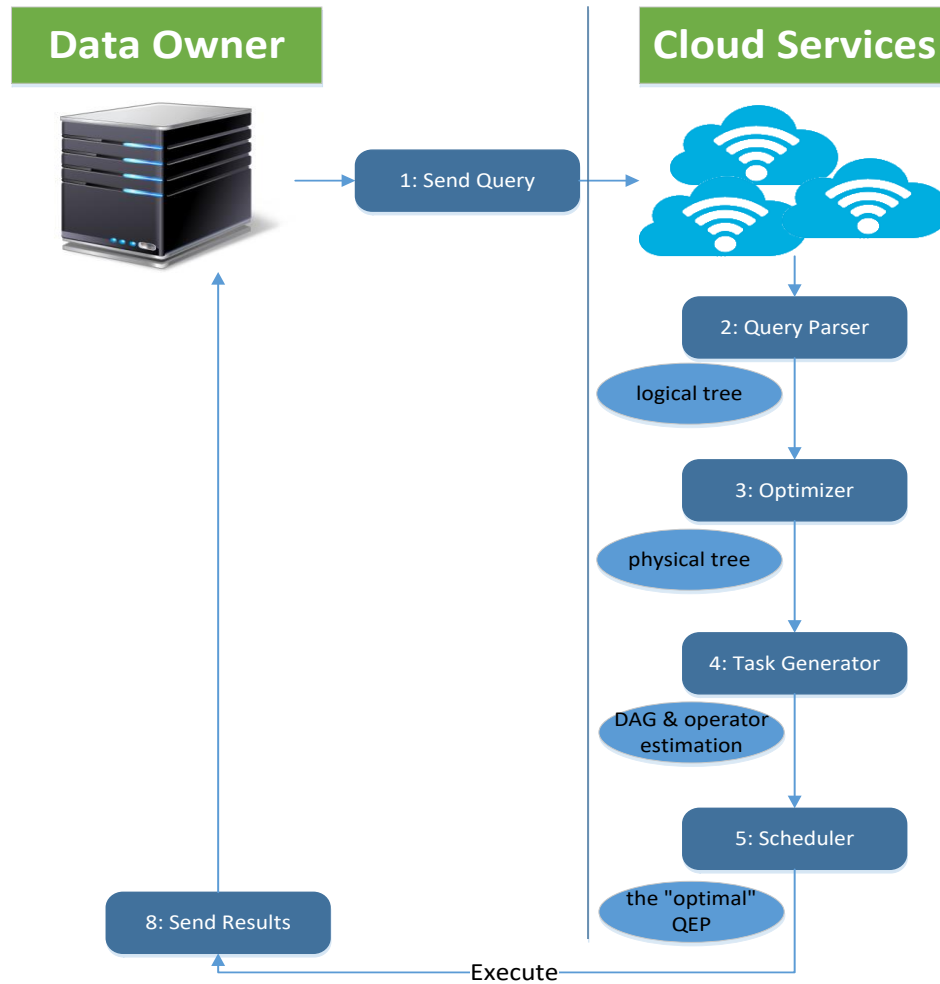 Data Owner
Cloud Services
1: Send Query
2: Query Parser
logical tree
3: Optimizer
physical tree
4: Task Generator
DAG & operator
estimation
5: Scheduler
the "optimal"
QEP
8: Send Results
Execute